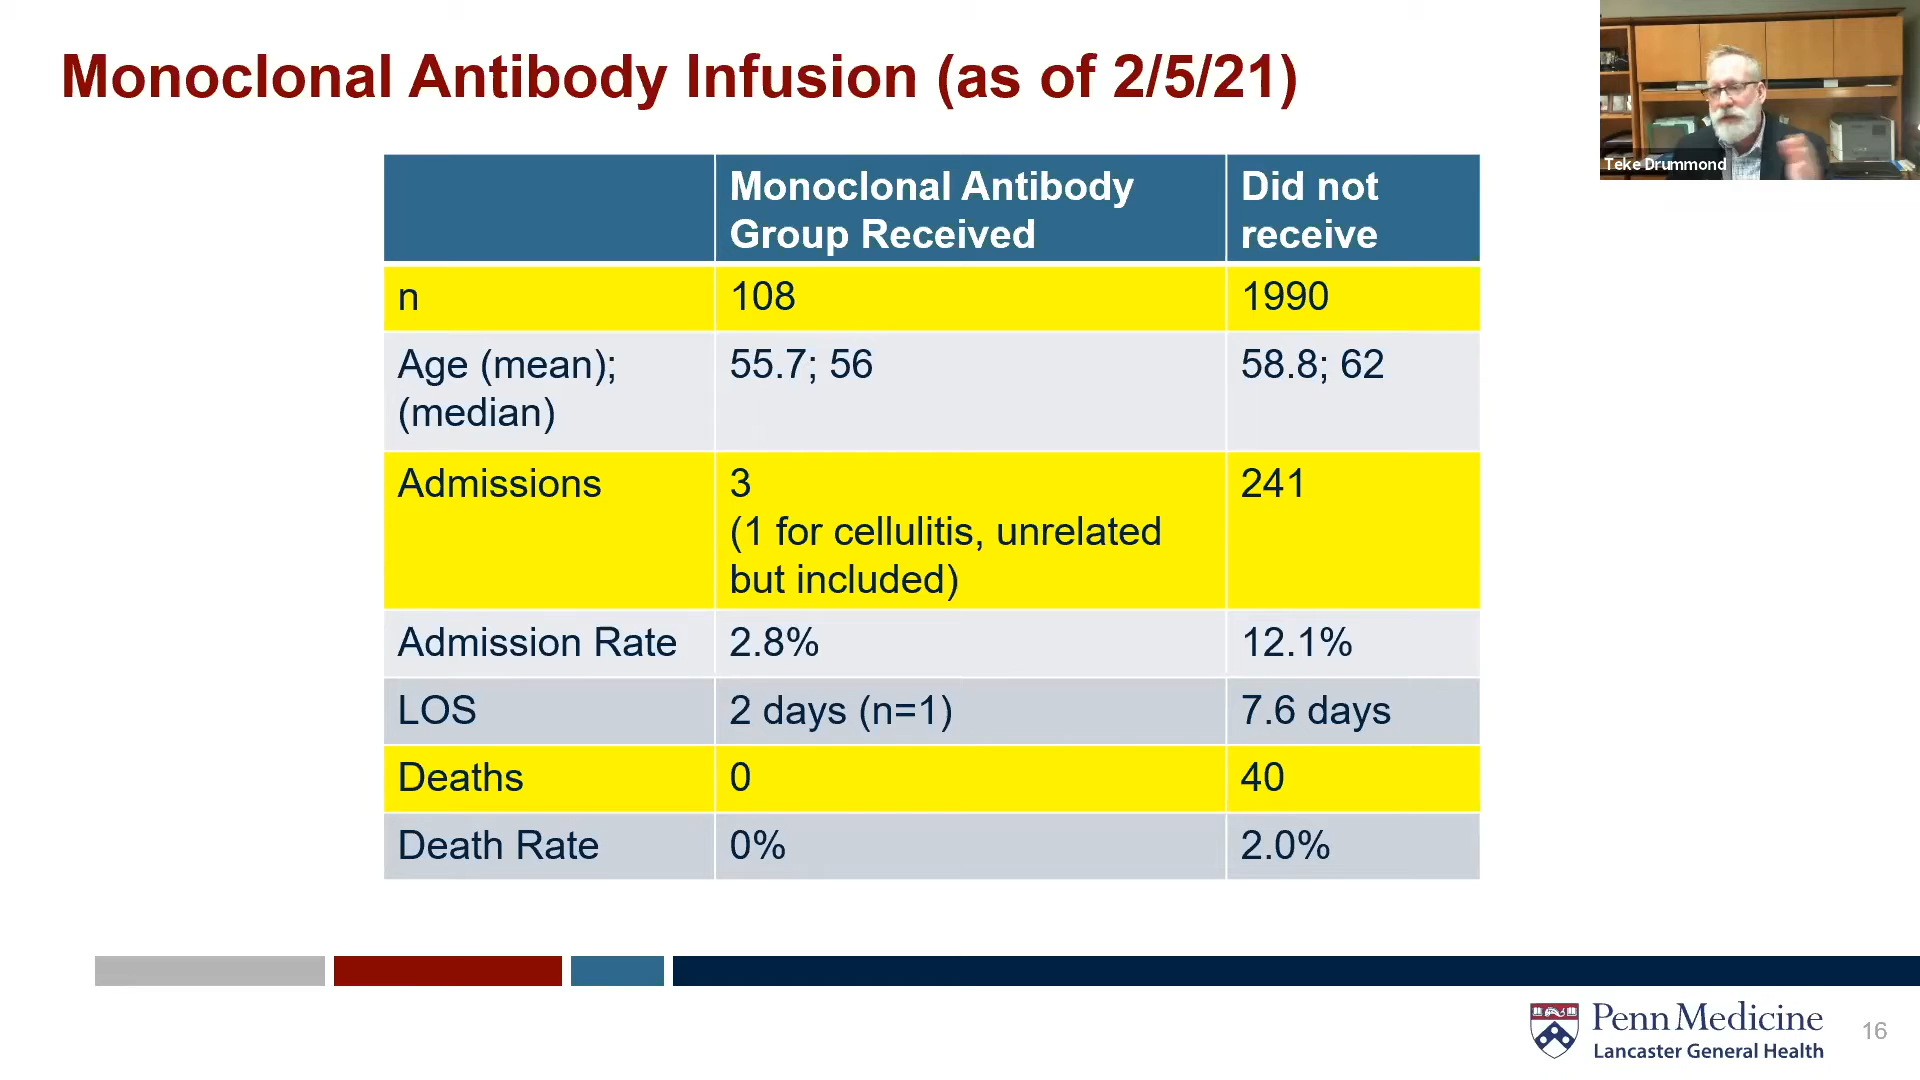 Monoclonal Antibody Infusion (as of 2/5/21)
Teke Drummond
Monoclonal Antibody
Group Received
Did not
receive
n
108
1990
Age (mean);
(median)
55.7; 56
58.8; 62
Admissions
3
(1 for cellulitis, unrelated
but included)
241
Admission Rate
2.8%
12.1%
LOS
2 days (n=1)
7.6 days
Deaths
0
40
Death Rate
0%
2.0%
Penn Medicine
Lancaster General Health
16